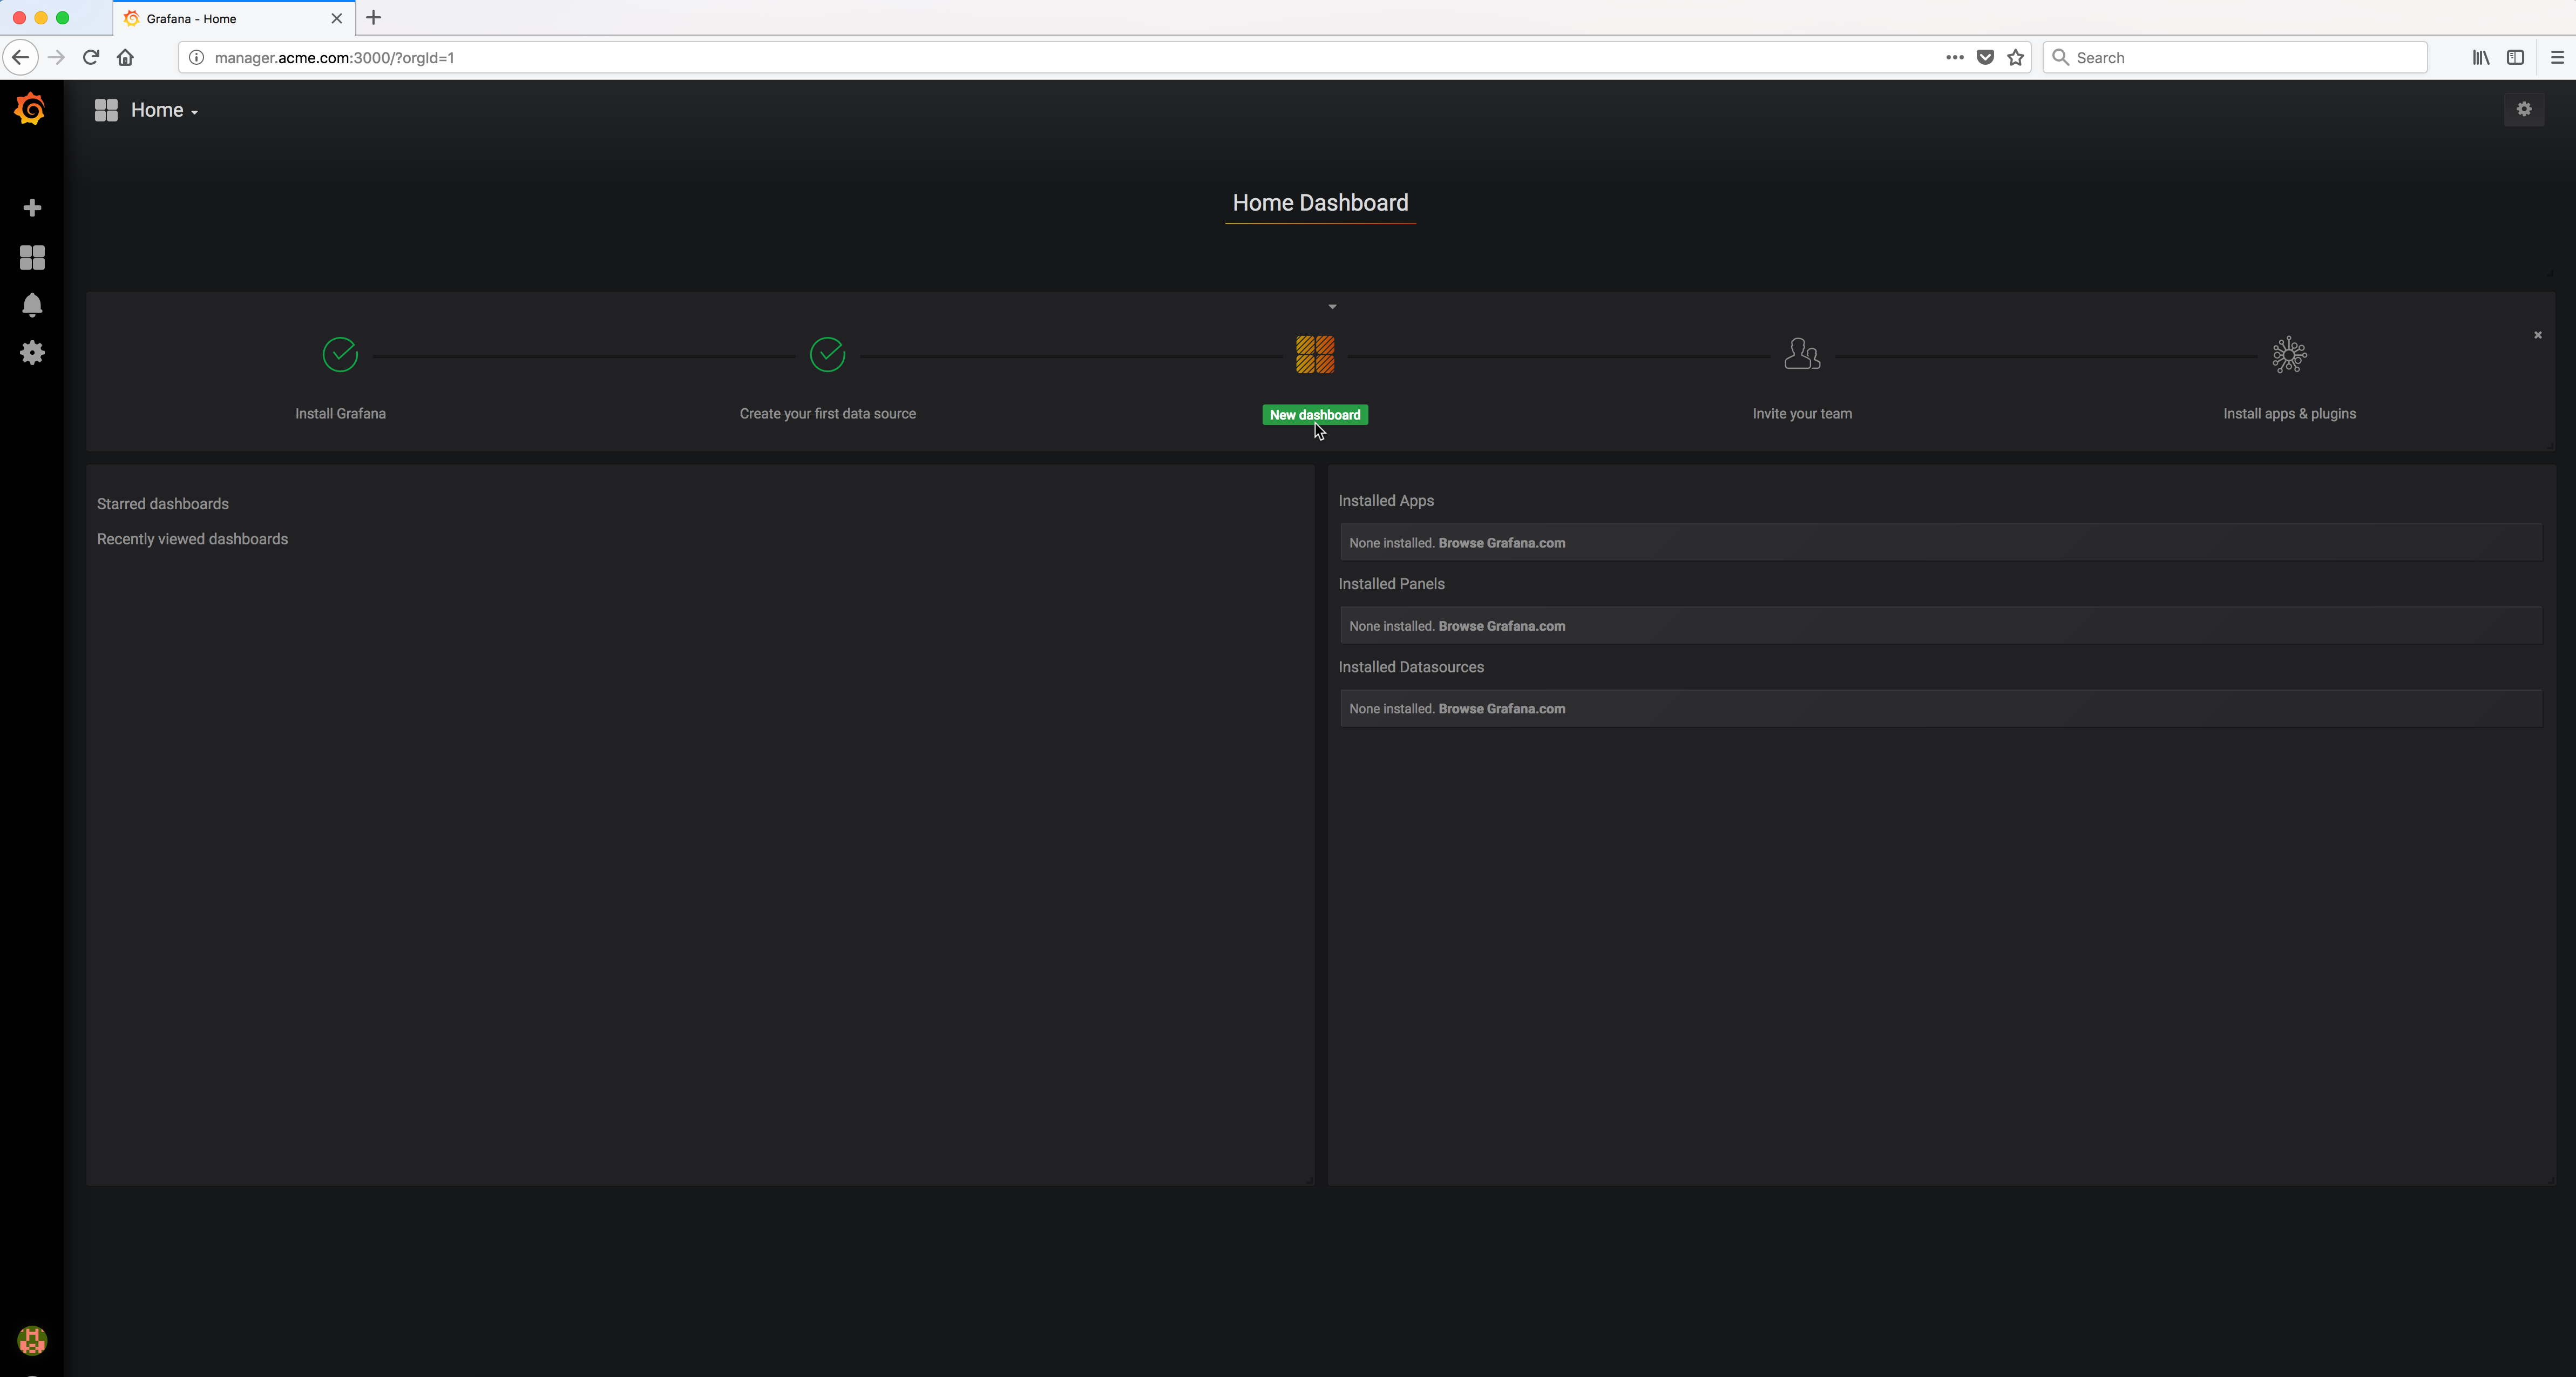 Grafana - Home
manager.acme.com:3000/?orgId=1
Search
Home
Home Dashboard
Install Grafana
Create your first data source
New dashboard
Invite your team
Install apps & plugins
Starred dashboards
Recently viewed dashboards
Installed Apps
None installed. Browse Grafana.com
Installed Panels
None installed. Browse Grafana.com
Installed Datasources
None installed. Browse Grafana.com